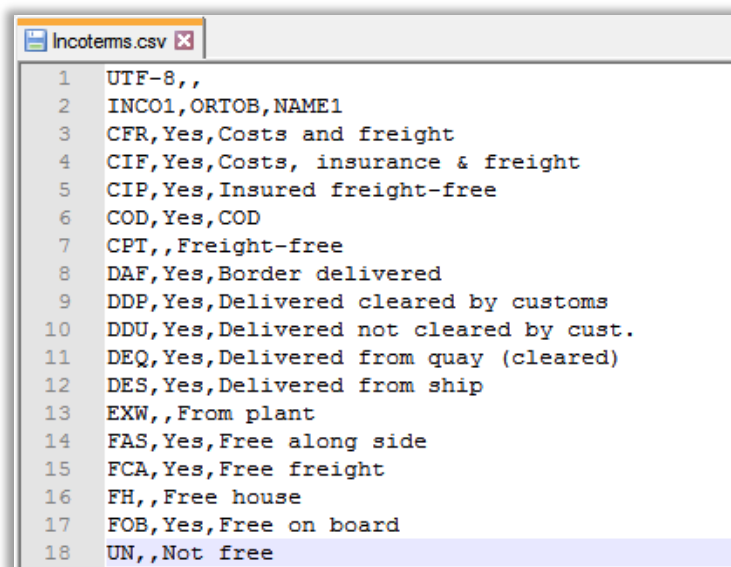 Incoterms.csv
1 UTF-8,,
2 INCO1,ORTOB,NAME1
3 CFR,Yes,Costs and freight
4 CIF,Yes,Costs, insurance & freight
5 CIP,Yes,Insured freight-free
6 COD,Yes,COD
7 CPT,,Freight-free
8 DAF,Yes,Border delivered
9 DDP,Yes,Delivered cleared by customs
10 DDU,Yes,Delivered not cleared by cust.
11 DEQ,Yes,Delivered from quay (cleared)
12 DES,Yes,Delivered from ship
13 EXW,,From plant
14 FAS,Yes,Free along side
15 FCA,Yes,Free freight
16 FH,,Free house
17 FOB,Yes,Free on board
18 UN,,Not free